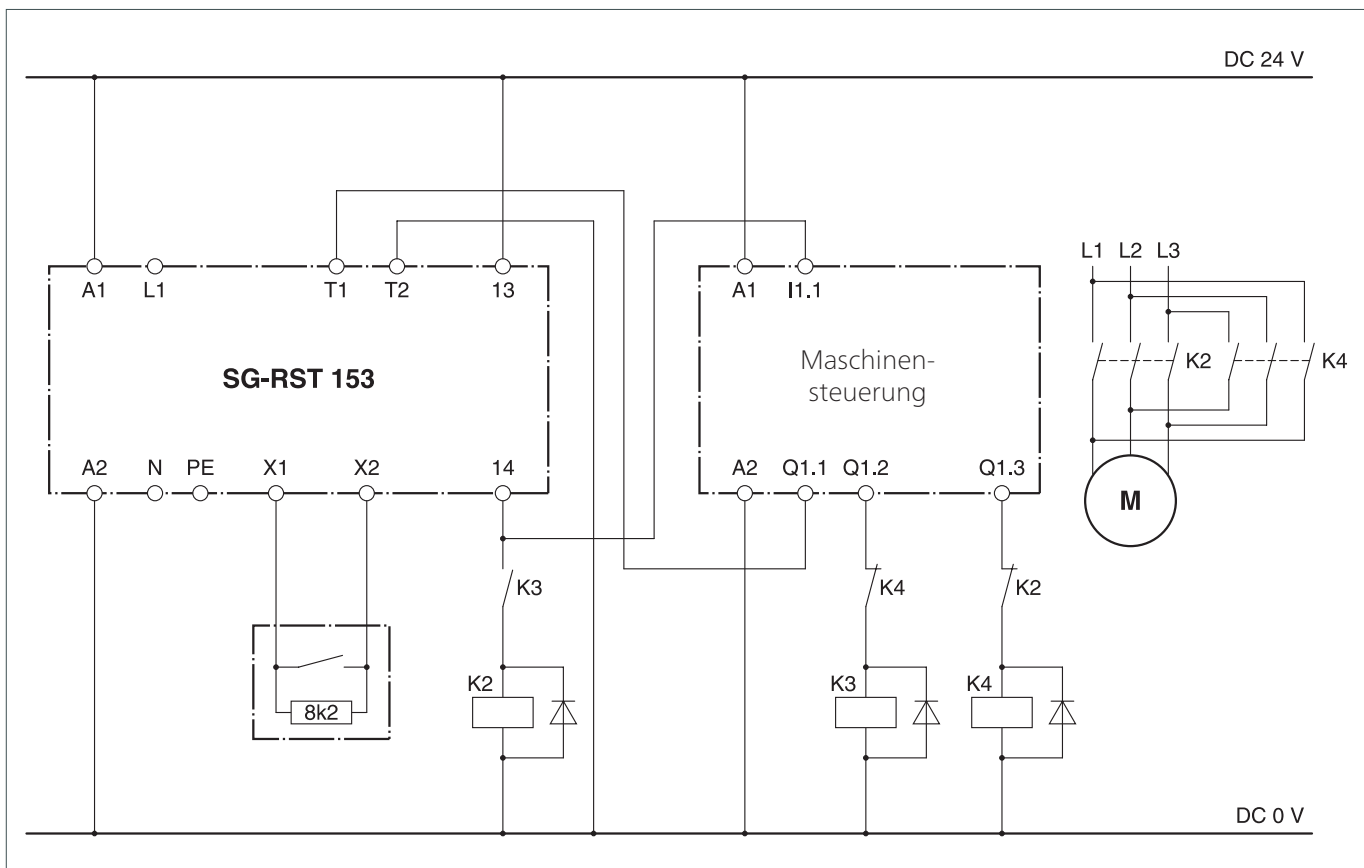 DC 24 V
L1 L2 L3
A1 L1 T1 T2 13
A1 I1.1
SG-RST 153
Maschinen-
steuerung
K2 K4
A2 N PE X1 X2 14
A2 Q1.1 Q1.2 Q1.3
M
K3
K4
K2
8k2
K2
K3
K4
DC 0 V